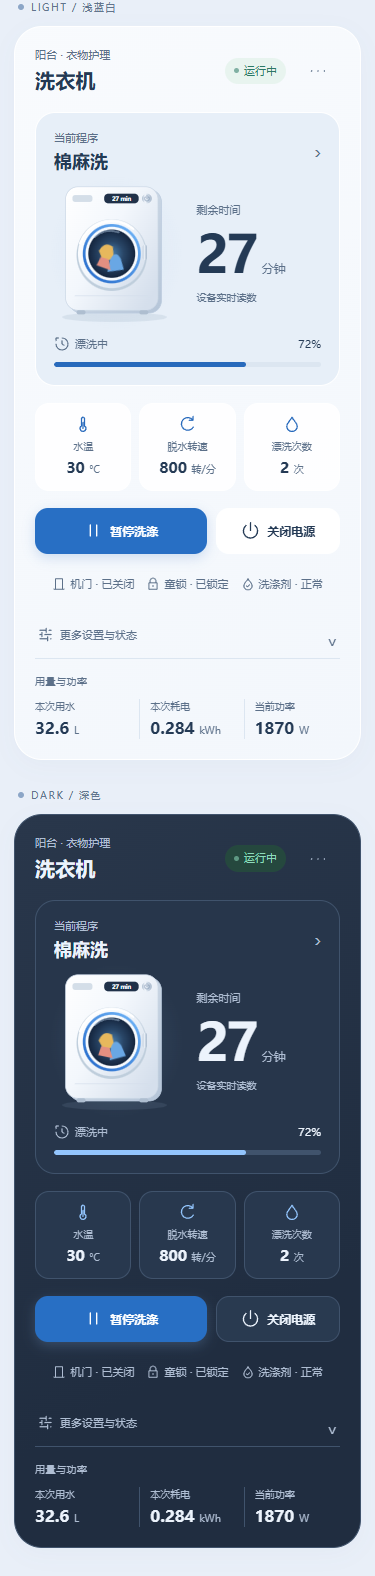 LIGHT / 浅蓝白
阳台 · 衣物护理
洗衣机
运行中
···
当前程序
棉麻洗
27 min
剩余时间
27 分钟
设备实时读数
漂洗中
72%
水温
30 °C
脱水转速
800 转/分
漂洗次数
2 次
暂停洗涤
关闭电源
机门 · 已关闭
童锁 · 已锁定
洗涤剂 · 正常
更多设置与状态
用量与功率
本次用水
32.6 L
本次耗电
0.284 kWh
当前功率
1870 W
DARK / 深色
阳台 · 衣物护理
洗衣机
运行中
···
当前程序
棉麻洗
27 min
剩余时间
27 分钟
设备实时读数
漂洗中
72%
水温
30 °C
脱水转速
800 转/分
漂洗次数
2 次
暂停洗涤
关闭电源
机门 · 已关闭
童锁 · 已锁定
洗涤剂 · 正常
更多设置与状态
用量与功率
本次用水
32.6 L
本次耗电
0.284 kWh
当前功率
1870 W